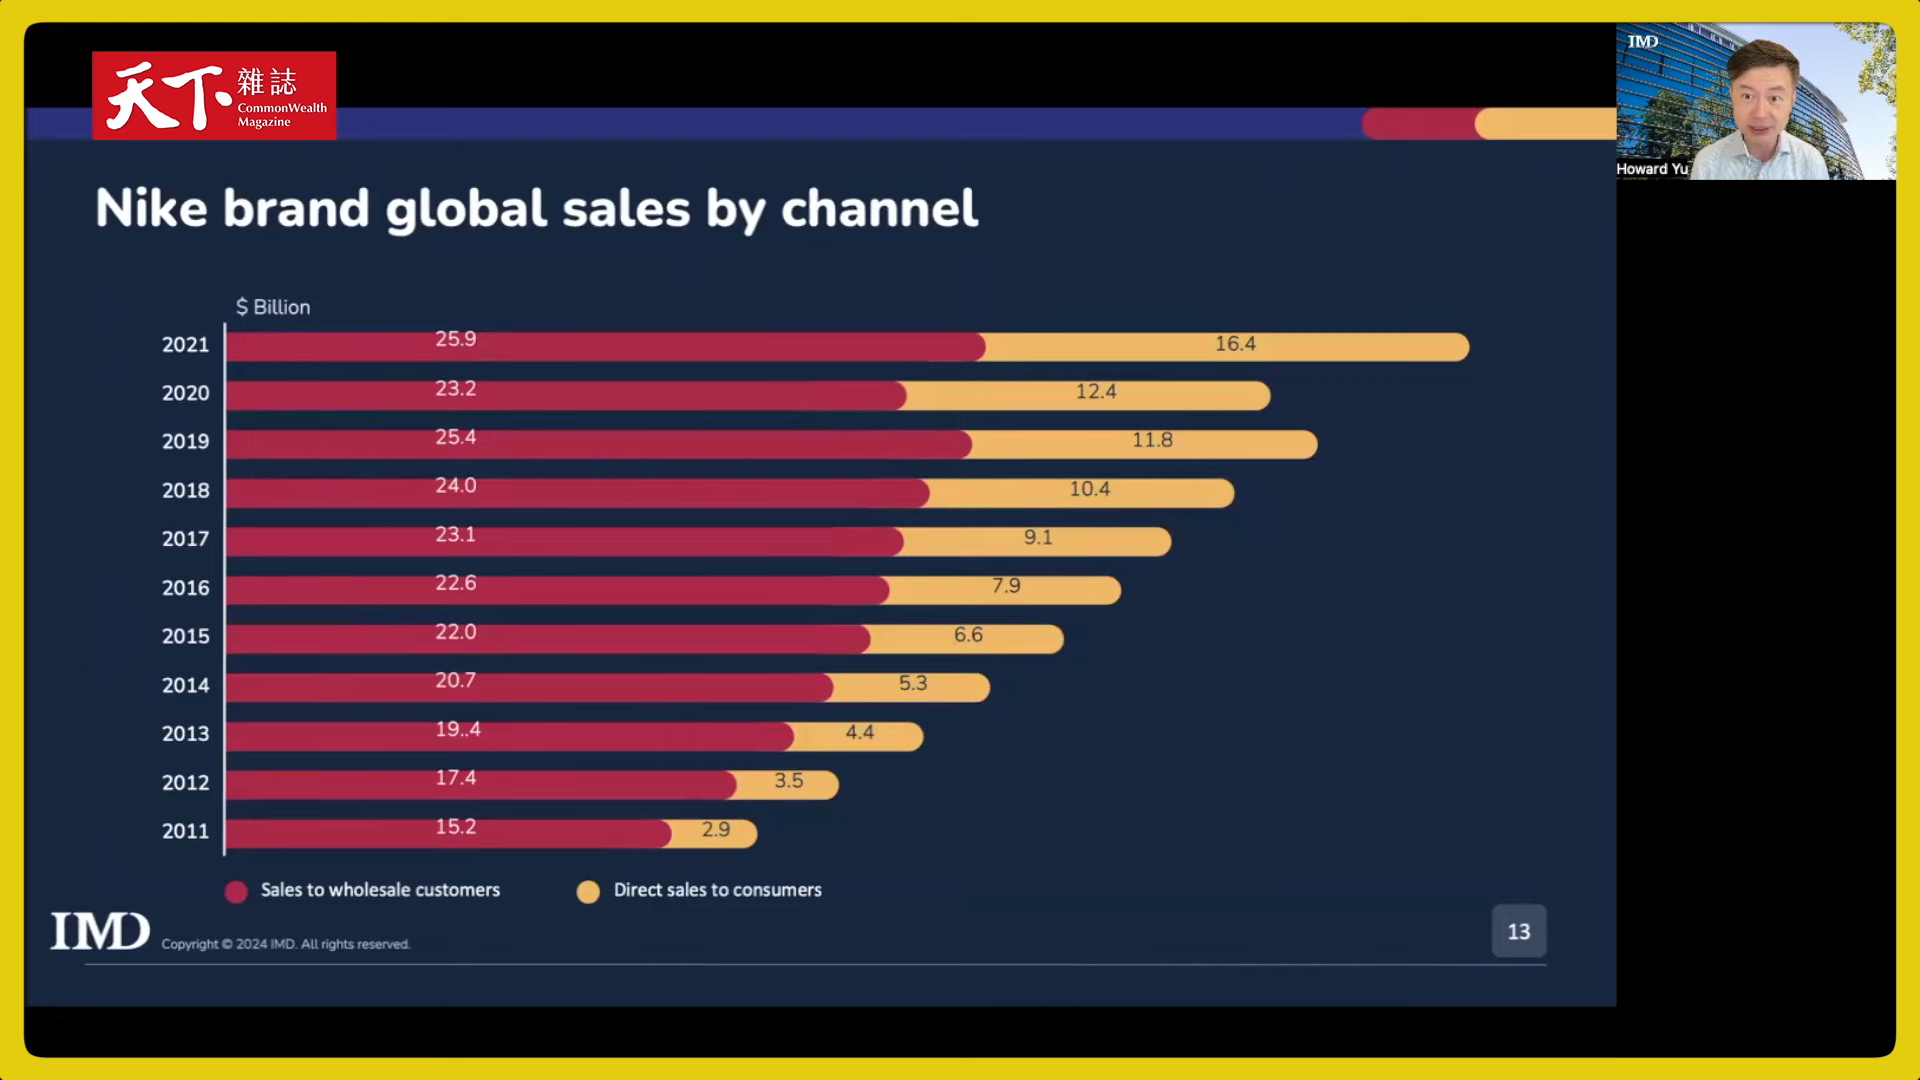 天下雜誌
CommonWealth
Magazine
IMD
Howard Yu
Nike brand global sales by channel
$ Billion
2021 25.9 16.4
2020 23.2 12.4
2019 25.4 11.8
2018 24.0 10.4
2017 23.1 9.1
2016 22.6 7.9
2015 22.0 6.6
2014 20.7 5.3
2013 19..4 4.4
2012 17.4 3.5
2011 15.2 2.9
Sales to wholesale customers Direct sales to consumers
IMD Copyright © 2024 IMD. All rights reserved.
13